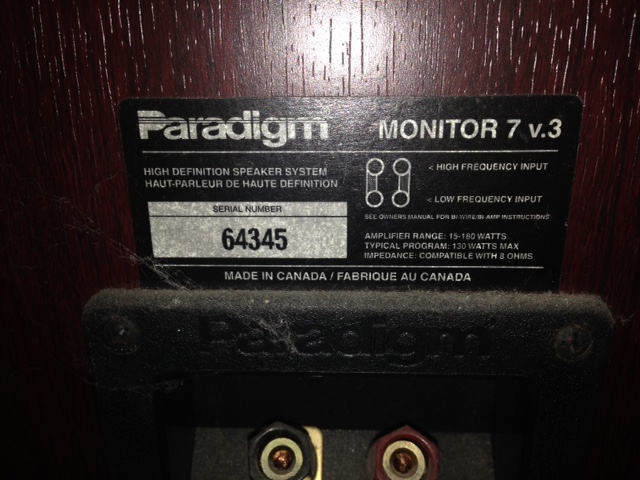 Paradigm MONITOR 7 v.3
HIGH DEFINITION SPEAKER SYSTEM
HAUT-PARLEUR DE HAUTE DEFINITION
< HIGH FREQUENCY INPUT
< LOW FREQUENCY INPUT
SEE OWNERS MANUAL FOR BI-WIRE/BI-AMP INSTRUCTIONS
SERIAL NUMBER
64345
AMPLIFIER RANGE: 15-160 WATTS
TYPICAL PROGRAM: 130 WATTS MAX
IMPEDANCE: COMPATIBLE WITH 8 OHMS
MADE IN CANADA / FABRIQUE AU CANADA
Paradigm